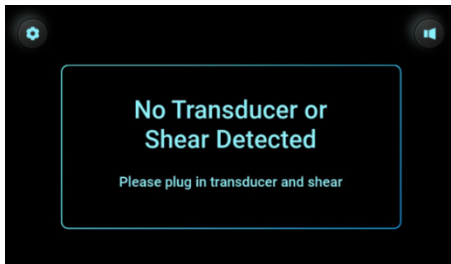 No Transducer or
Shear Detected
Please plug in transducer and shear